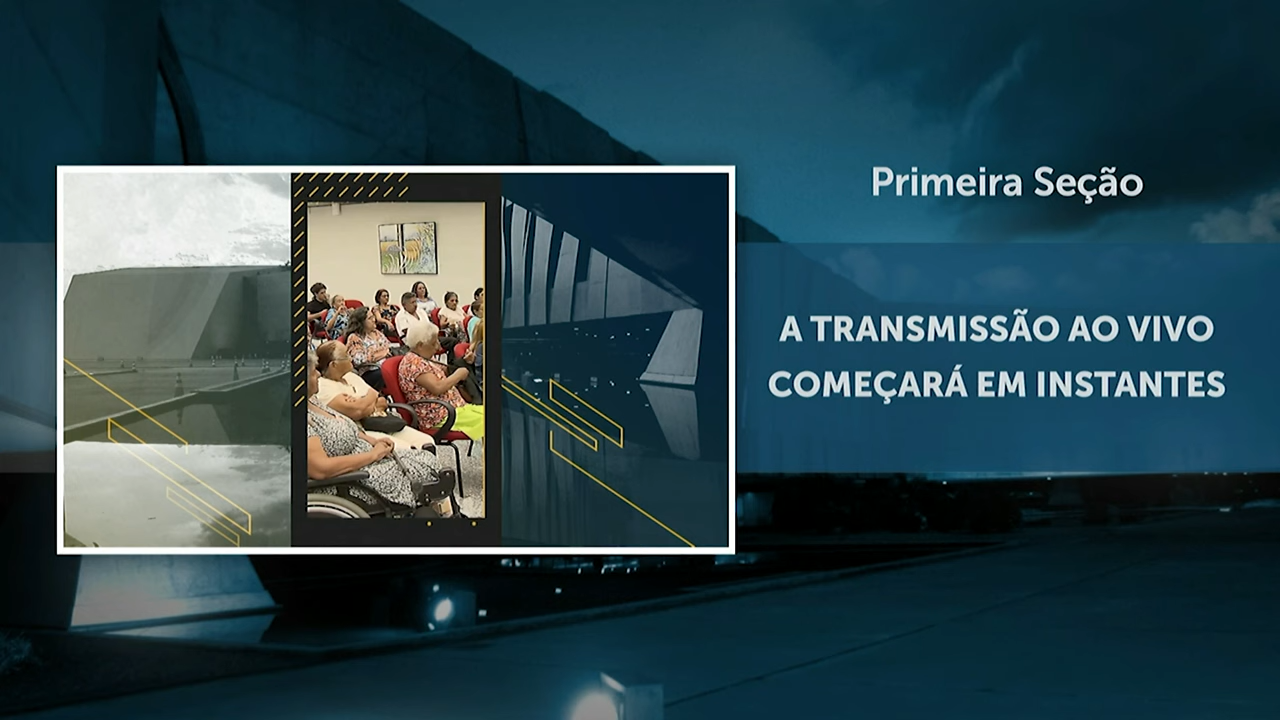 Primeira Seção
A TRANSMISSÃO AO VIVO
COMEÇARÁ EM INSTANTES